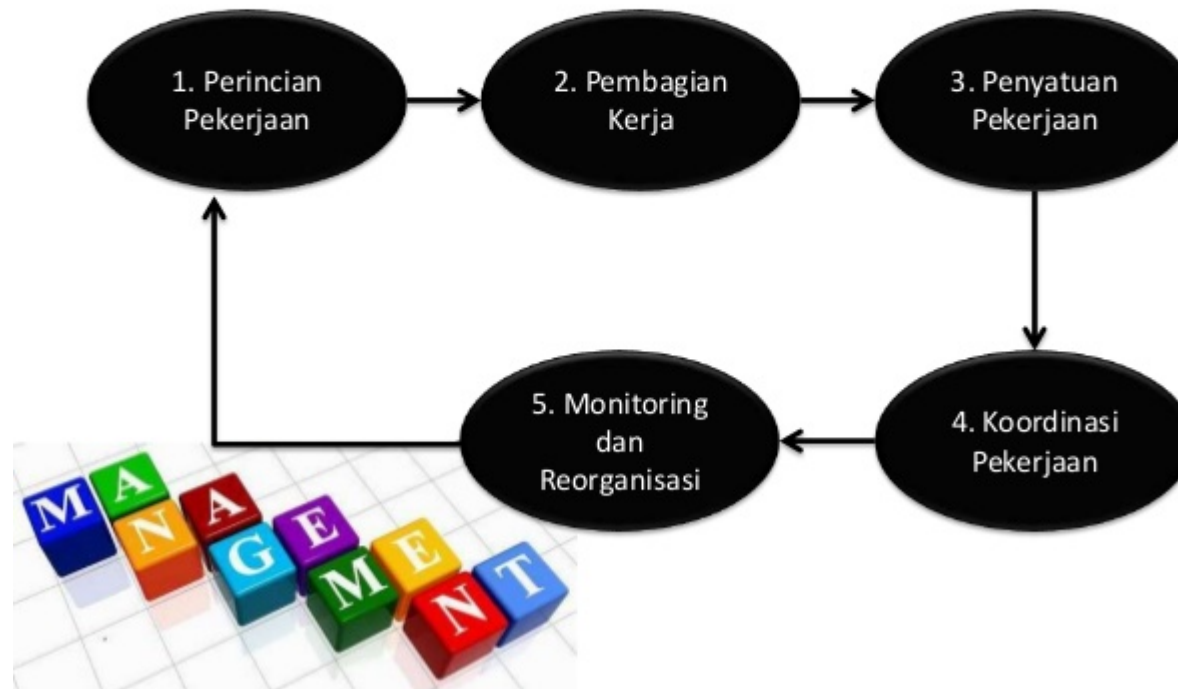 1. Perincian
Pekerjaan
2. Pembagian
Kerja
3. Penyatuan
Pekerjaan
5. Monitoring
dan
Reorganisasi
4. Koordinasi
Pekerjaan
MANAGEMENT